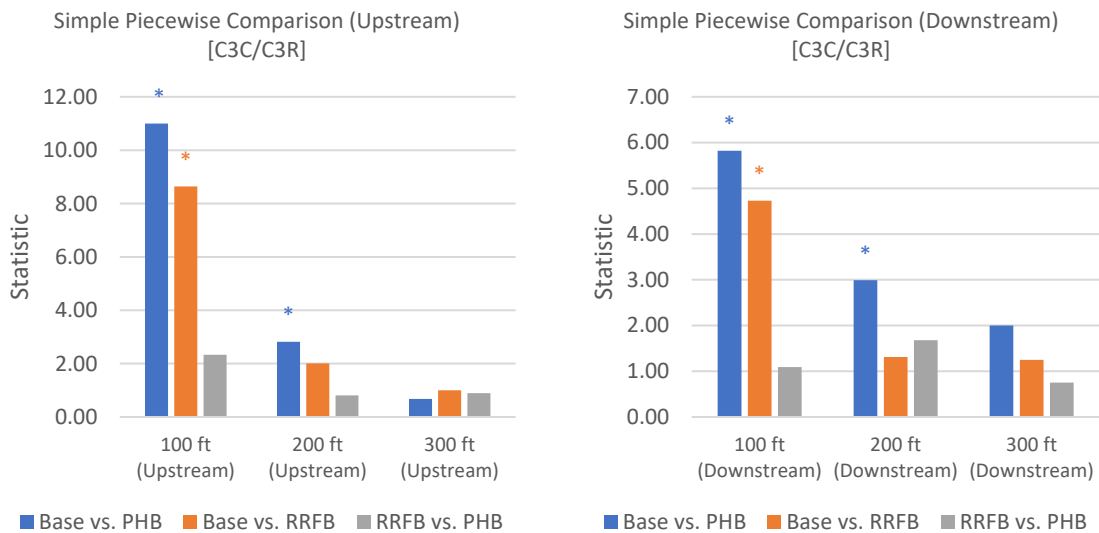 Simple Piecewise Comparison (Upstream)
[C3C/C3R]
Statistic
12.00
10.00
8.00
6.00
4.00
2.00
0.00
*
*
*
100 ft
(Upstream)
200 ft
(Upstream)
300 ft
(Upstream)
Base vs. PHB
Base vs. RRFB
RRFB vs. PHB
Simple Piecewise Comparison (Downstream)
[C3C/C3R]
Statistic
7.00
6.00
5.00
4.00
3.00
2.00
1.00
0.00
*
*
*
100 ft
(Downstream)
200 ft
(Downstream)
300 ft
(Downstream)
Base vs. PHB
Base vs. RRFB
RRFB vs. PHB